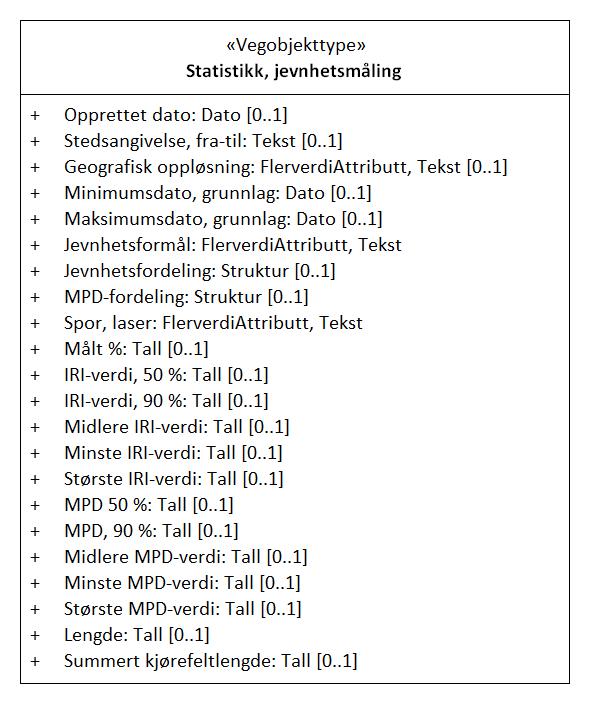 «Vegobjekttype»
Statistikk, jevnhetsmåling
+ Opprettet dato: Dato [0..1]
+ Stedsangivelse, fra-til: Tekst [0..1]
+ Geografisk oppløsning: FlerverdiAttributt, Tekst [0..1]
+ Minimumsdato, grunnlag: Dato [0..1]
+ Maksimumsdato, grunnlag: Dato [0..1]
+ Jevnhetsformål: FlerverdiAttributt, Tekst
+ Jevnhetsfordeling: Struktur [0..1]
+ MPD-fordeling: Struktur [0..1]
+ Spor, laser: FlerverdiAttributt, Tekst
+ Målt %: Tall [0..1]
+ IRI-verdi, 50 %: Tall [0..1]
+ IRI-verdi, 90 %: Tall [0..1]
+ Midlere IRI-verdi: Tall [0..1]
+ Minste IRI-verdi: Tall [0..1]
+ Største IRI-verdi: Tall [0..1]
+ MPD 50 %: Tall [0..1]
+ MPD, 90 %: Tall [0..1]
+ Midlere MPD-verdi: Tall [0..1]
+ Minste MPD-verdi: Tall [0..1]
+ Største MPD-verdi: Tall [0..1]
+ Lengde: Tall [0..1]
+ Summert kjørefeltlengde: Tall [0..1]